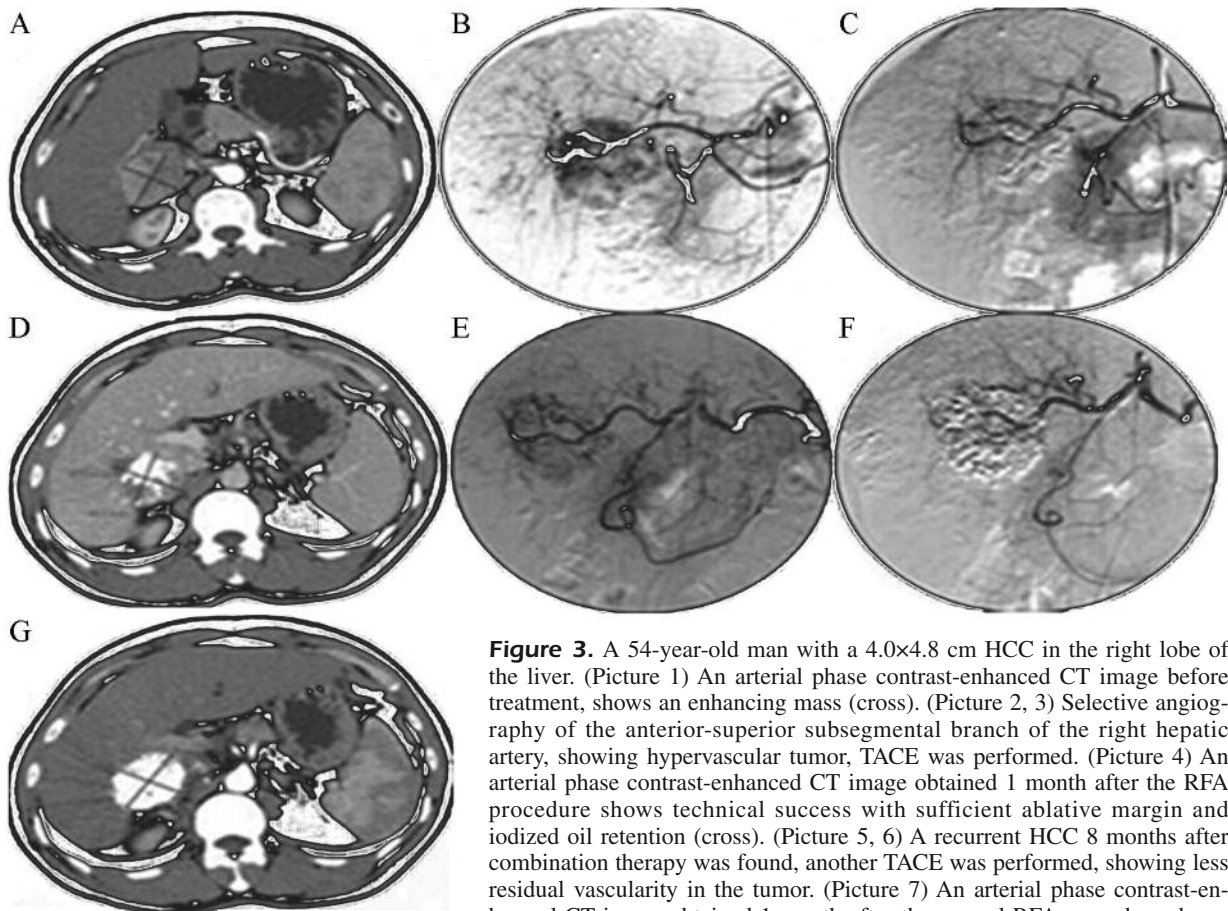 A
B
C
D
E
F
G
Figure 3. A 54-year-old man with a 4.0×4.8 cm HCC in the right lobe of
the liver. (Picture 1) An arterial phase contrast-enhanced CT image before
treatment, shows an enhancing mass (cross). (Picture 2, 3) Selective angiog-
raphy of the anterior-superior subsegmental branch of the right hepatic
artery, showing hypervascular tumor, TACE was performed. (Picture 4) An
arterial phase contrast-enhanced CT image obtained 1 month after the RFA
procedure shows technical success with sufficient ablative margin and
iodized oil retention (cross). (Picture 5, 6) A recurrent HCC 8 months after
combination therapy was found, another TACE was performed, showing less
residual vascularity in the tumor. (Picture 7) An arterial phase contrast-en-